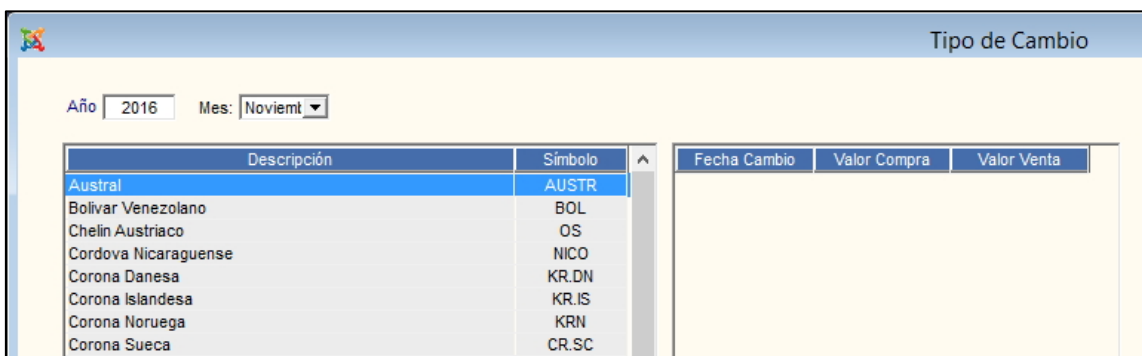 Tipo de Cambio
Año 2016 Mes: Noviemb
Descripción Símbolo Fecha Cambio Valor Compra Valor Venta
Austral AUSTR
Bolivar Venezolano BOL
Chelin Austriaco OS
Cordova Nicaraguense NICO
Corona Danesa KR.DN
Corona Islandesa KR.IS
Corona Noruega KRN
Corona Sueca CR.SC